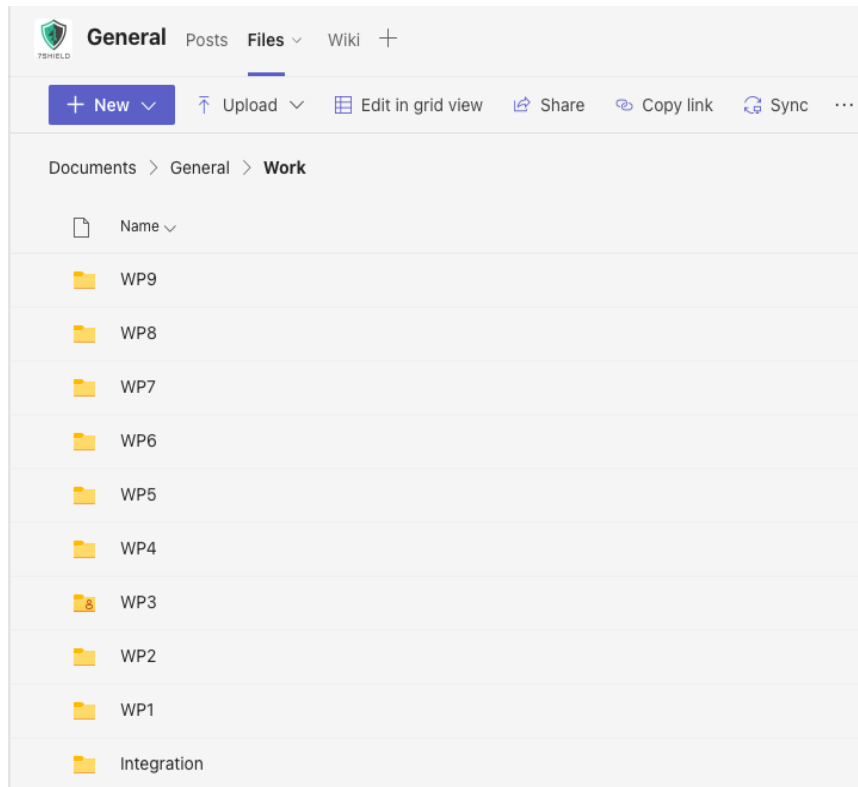 General Posts Files Wiki
7SHIELD
+ New Upload Edit in grid view Share Copy link Sync ...
Documents > General > Work
Name
WP9
WP8
WP7
WP6
WP5
WP4
WP3
WP2
WP1
Integration